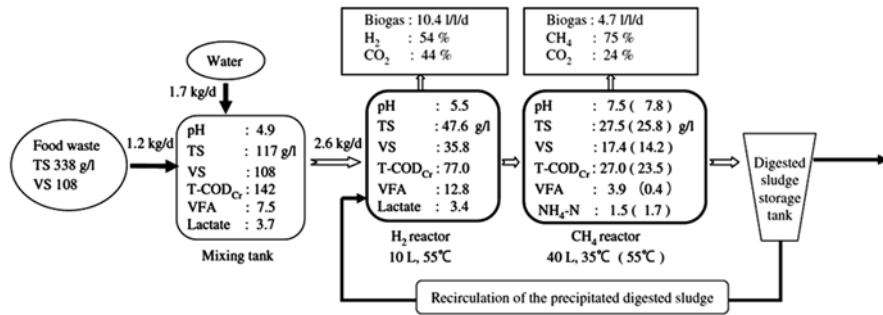 Biogas : 10.4 l/l/d
H2 : 54 %
CO2 : 44 %
Biogas : 4.7 l/l/d
CH4 : 75 %
CO2 : 24 %
Water
1.7 kg/d
Food waste
TS 338 g/l
VS 108
1.2 kg/d
pH : 4.9
TS : 117 g/l
VS : 108
T-CODCr : 142
VFA : 7.5
Lactate : 3.7
Mixing tank
2.6 kg/d
pH : 5.5
TS : 47.6 g/l
VS : 35.8
T-CODCr : 77.0
VFA : 12.8
Lactate : 3.4
H2 reactor
10 L, 55℃
pH : 7.5 ( 7.8)
TS : 27.5 ( 25.8) g/l
VS : 17.4 ( 14.2)
T-CODCr : 27.0 ( 23.5)
VFA : 3.9 (0.4)
NH4-N : 1.5 ( 1.7)
CH4 reactor
40 L, 35℃ ( 55℃)
Digested
sludge
storage
tank
Recirculation of the precipitated digested sludge